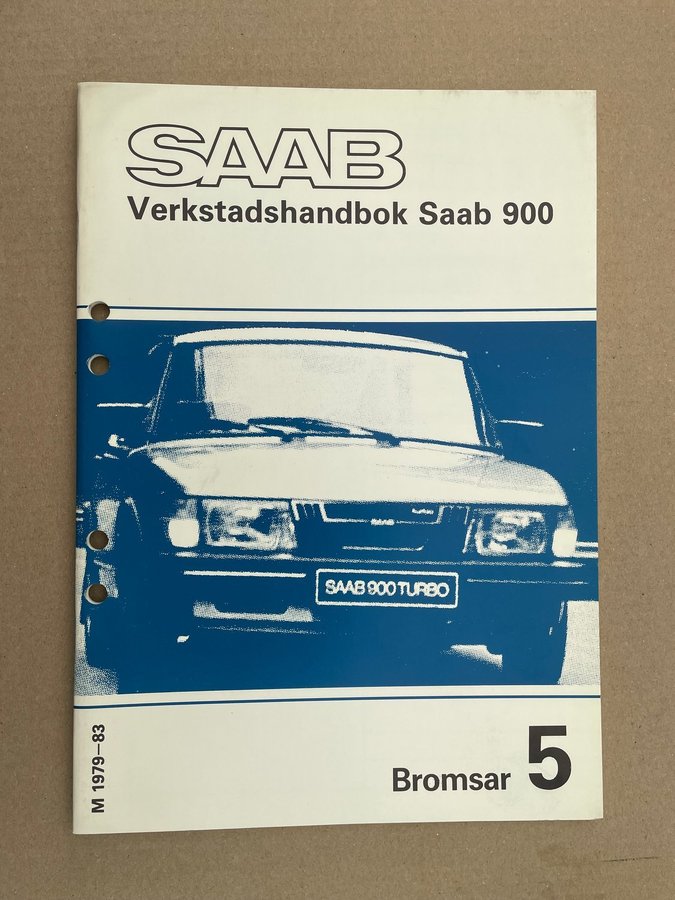 SAAB
Verkstadshandbok Saab 900
SAAB 900 TURBO
M 1979–83
Bromsar 5